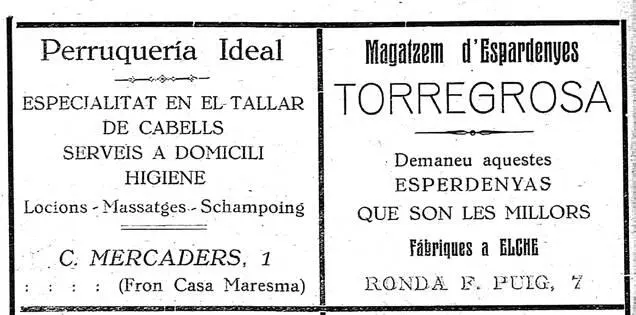 Perruquería Ideal
ESPECIALITAT EN EL TALLAR
DE CABELLS
SERVEIS A DOMICILI
HIGIENE
Locions - Massatges - Schampoing
C. MERCADERS, 1
: : : : (Fron Casa Maresma)
Magatzem d'Espardenyes
TORREGROSA
Demaneu aquestes
ESPERDENYAS
QUE SON LES MILLORS
Fábriques a ELCHE
RONDA F. PUIG, 7